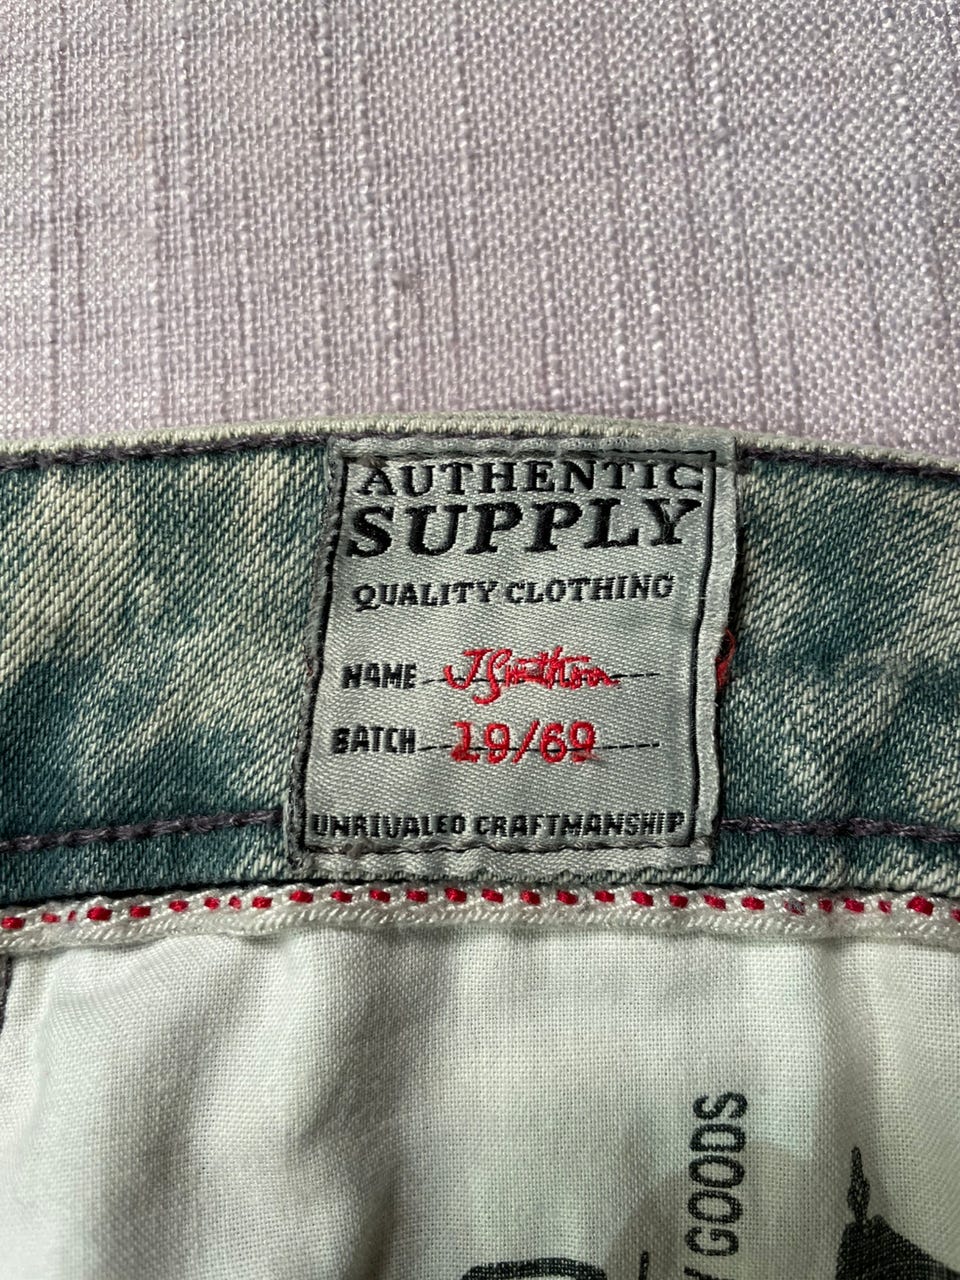 AUTHENTIC
SUPPLY
QUALITY CLOTHING
NAME
BATCH 19/69
UNRIVALED CRAFTMANSHIP
GOODS